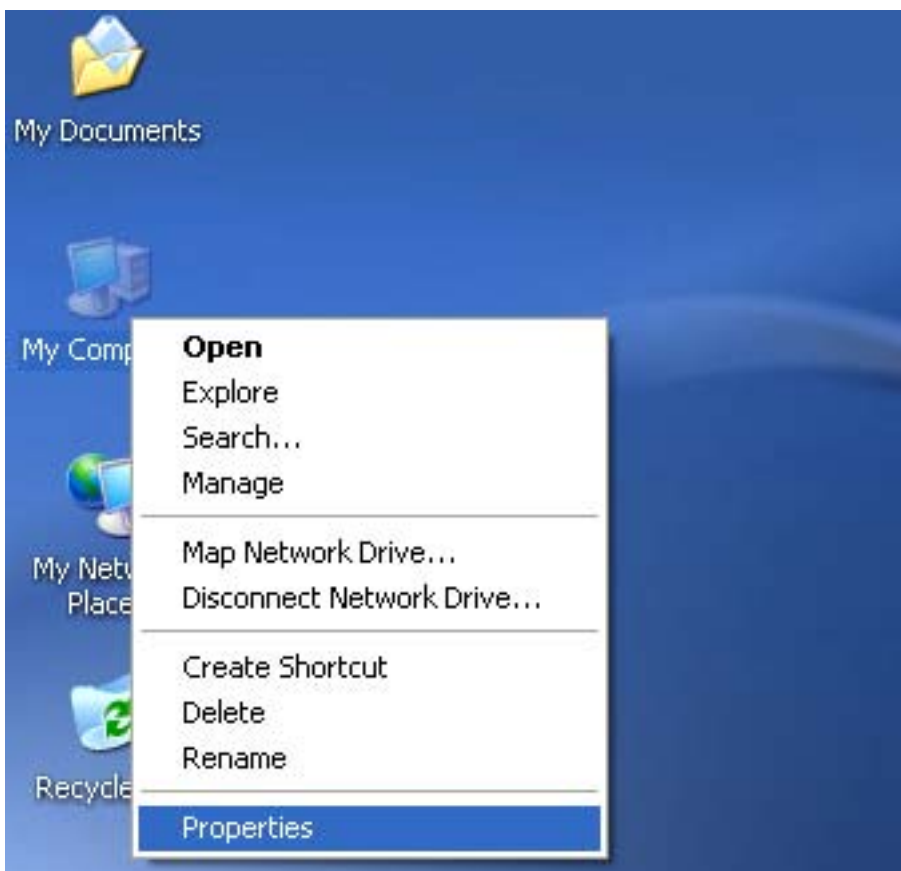 My Documents
My Comp
Open
Explore
Search...
Manage
Map Network Drive...
Disconnect Network Drive...
Create Shortcut
Delete
Rename
Properties
My Netw
Place
Recycle